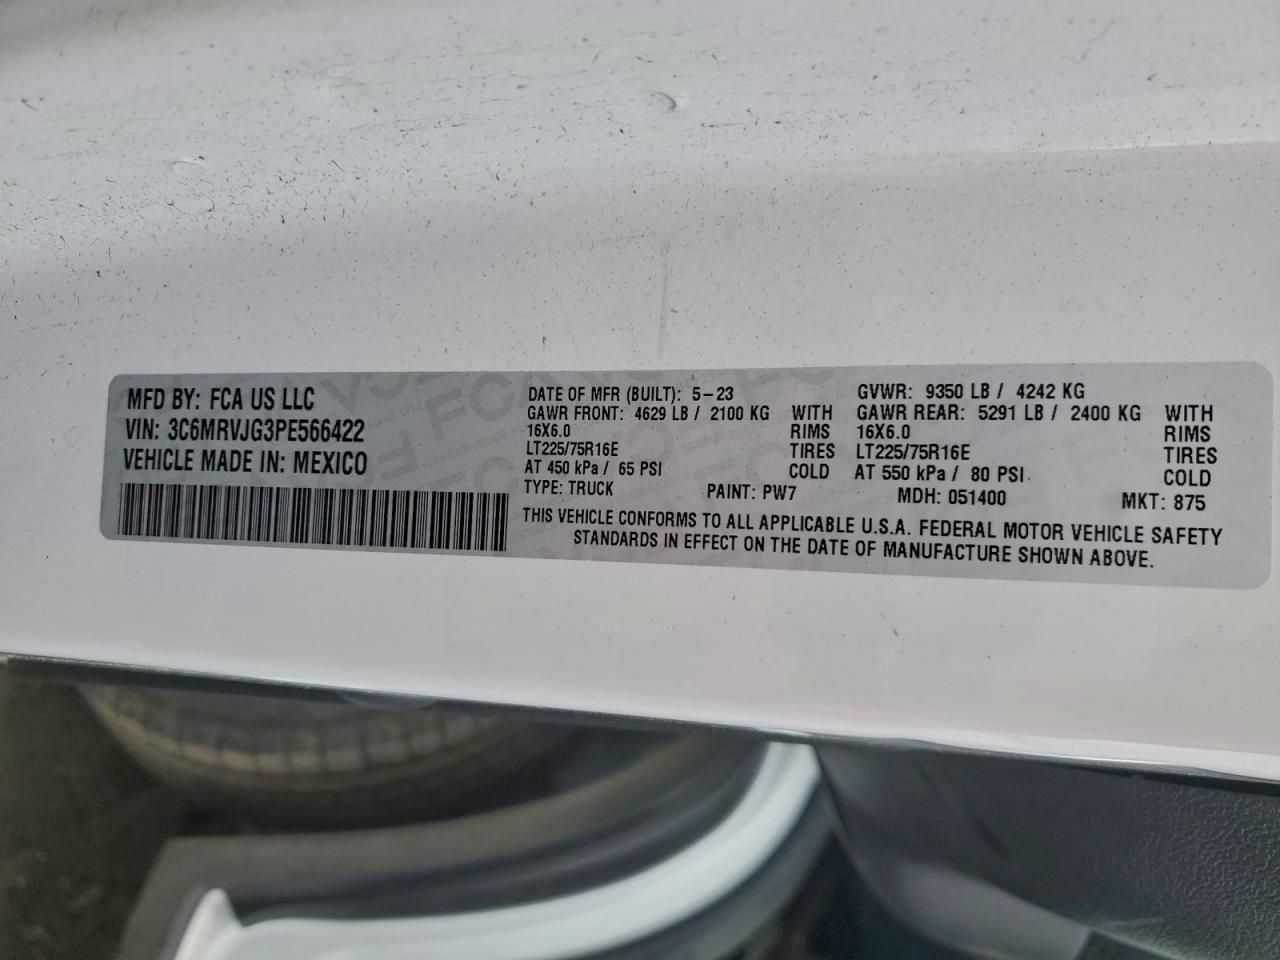 MFD BY: FCA US LLC
VIN: 3C6MRVJG3PE566422
VEHICLE MADE IN: MEXICO
DATE OF MFR (BUILT): 5-23
GAWR FRONT: 4629 LB / 2100 KG WITH
16X6.0 RIMS
LT225/75R16E TIRES
AT 450 kPa / 65 PSI COLD
GVWR: 9350 LB / 4242 KG
GAWR REAR: 5291 LB / 2400 KG WITH
16X6.0 RIMS
LT225/75R16E TIRES
AT 550 kPa / 80 PSI COLD
TYPE: TRUCK PAINT: PW7 MDH: 051400 MKT: 875
THIS VEHICLE CONFORMS TO ALL APPLICABLE U.S.A. FEDERAL MOTOR VEHICLE SAFETY
STANDARDS IN EFFECT ON THE DATE OF MANUFACTURE SHOWN ABOVE.